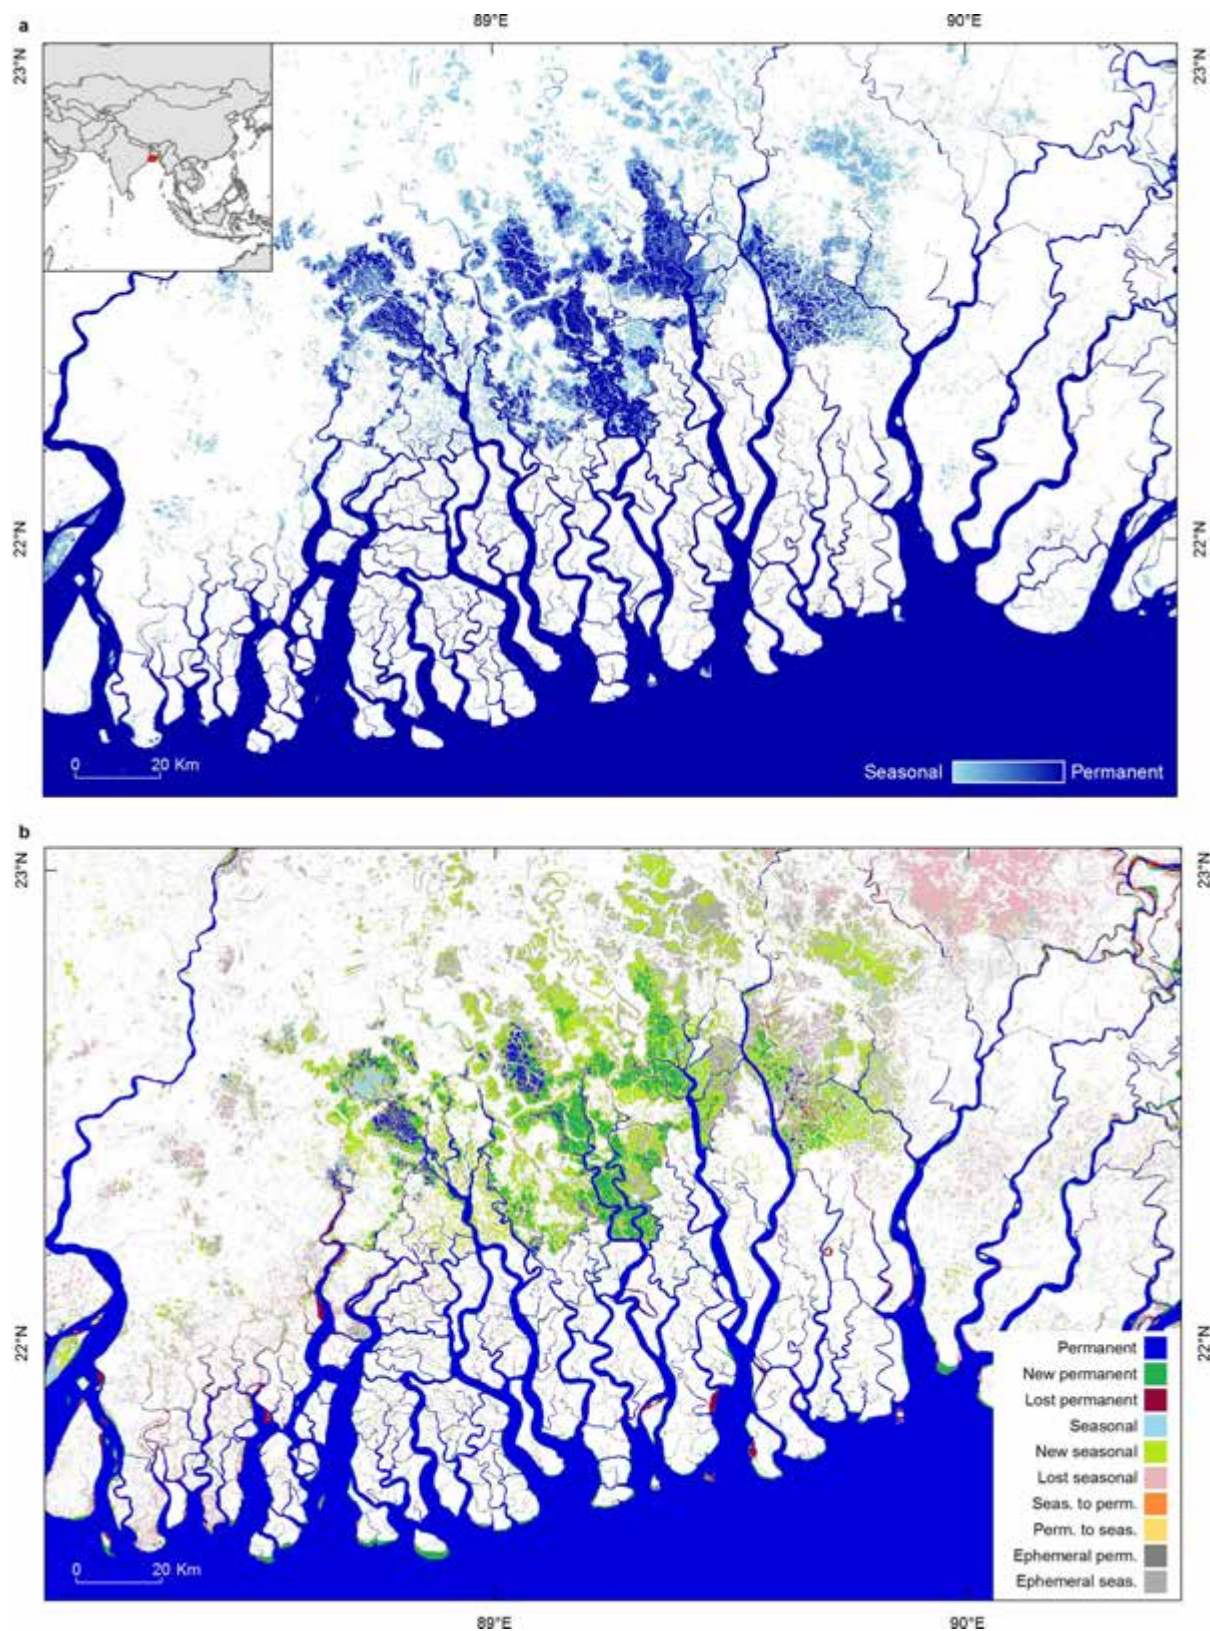 a
89°E 90°E
23°N 23°N
22°N 22°N
0 20 Km
Seasonal Permanent
b
23°N 23°N
22°N 22°N
Permanent
New permanent
Lost permanent
Seasonal
New seasonal
Lost seasonal
Seas. to perm.
Perm. to seas.
Ephemeral perm.
Ephemeral seas.
0 20 Km
89°E 90°E